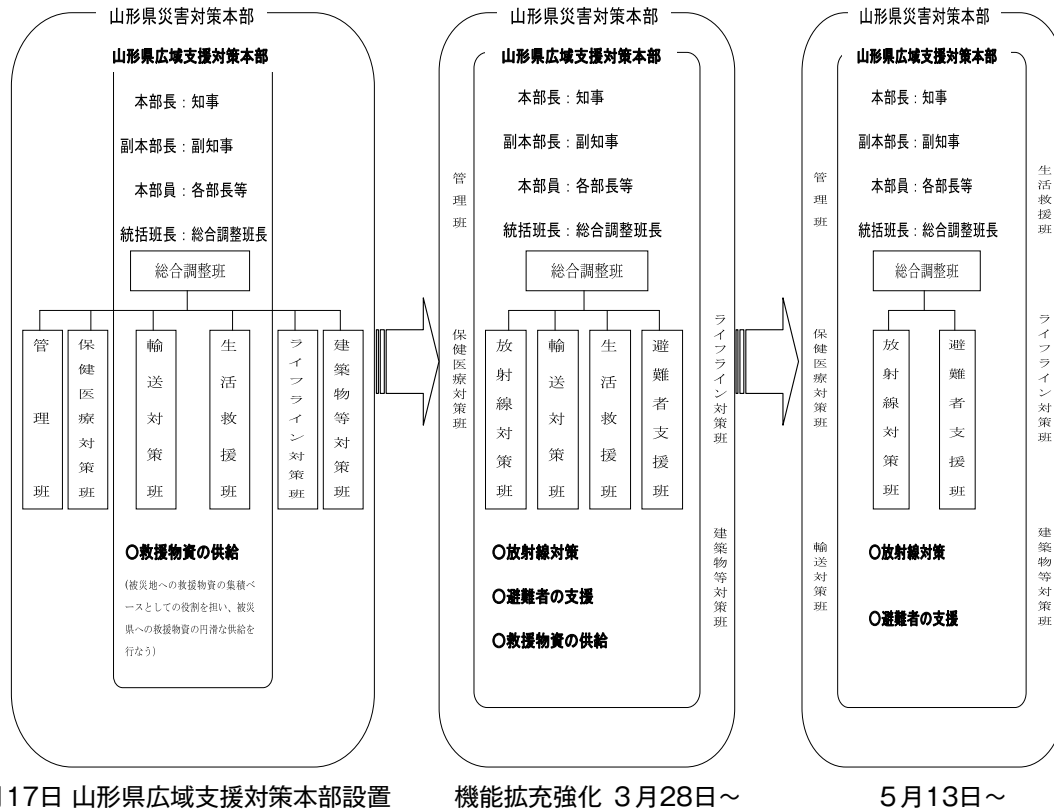 山形県災害対策本部
山形県広域支援対策本部
本部長：知事
副本部長：副知事
本部員：各部長等
統括班長：総合調整班長
総合調整班
管理班
保健医療対策班
輸送対策班
生活救援班
ライフライン対策班
建築物等対策班
〇救援物資の供給
(被災地への救援物資の集積ベ
ースとしての役割を担い、被災
県への救援物資の円滑な供給を
行なう)
月17日 山形県広域支援対策本部設置
山形県災害対策本部
山形県広域支援対策本部
本部長：知事
副本部長：副知事
本部員：各部長等
統括班長：総合調整班長
総合調整班
管理班
保健医療対策班
放射線対策班
輸送対策班
生活救援班
避難者支援班
ライフライン対策班
建築物等対策班
〇放射線対策
〇避難者の支援
〇救援物資の供給
機能拡充強化 3月28日～
山形県災害対策本部
山形県広域支援対策本部
本部長：知事
副本部長：副知事
本部員：各部長等
統括班長：総合調整班長
総合調整班
管理班
保健医療対策班
輸送対策班
放射線対策班
避難者支援班
生活救援班
ライフライン対策班
建築物等対策班
〇放射線対策
〇避難者の支援
5月13日～